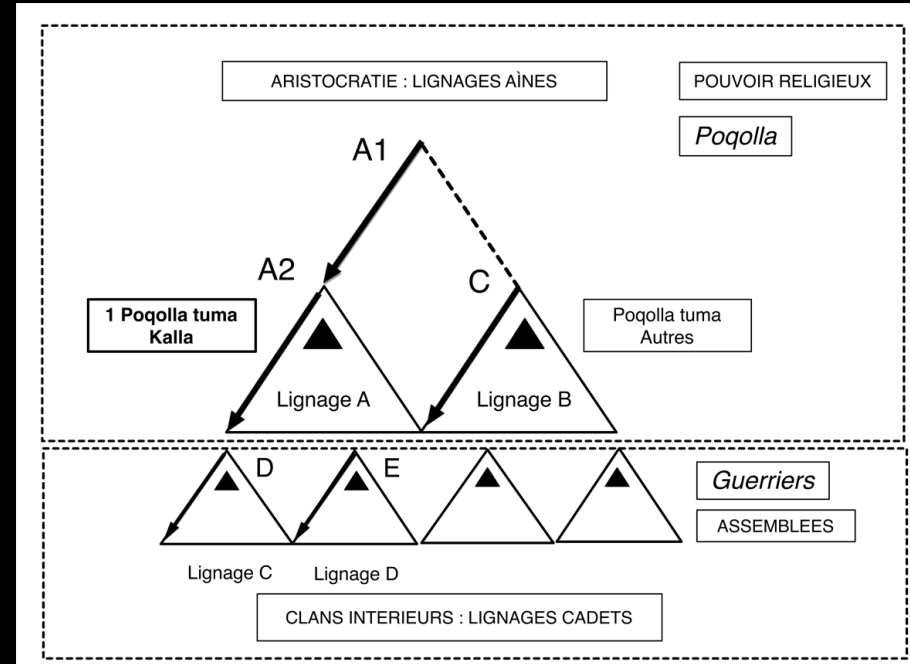 ARISTOCRATIE : LIGNAGES AÌNES
POUVOIR RELIGIEUX
Poqolla
A1
A2
C
1 Poqolla tuma
Kalla
Poqolla tuma
Autres
Lignage A
Lignage B
D
E
Guerriers
ASSEMBLEES
Lignage C
Lignage D
CLANS INTERIEURS : LIGNAGES CADETS